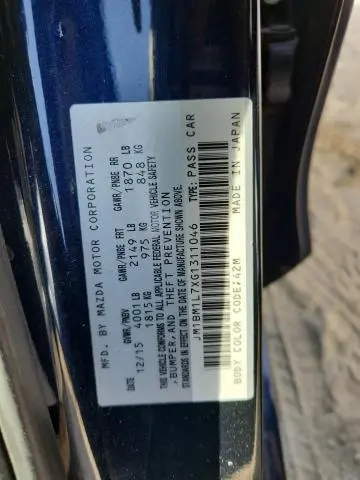 MFD. BY MAZDA MOTOR CORPORATION
GVWR/PNBV GAWR/PNBE FRT GAWR/PNBE RR
12/15 4001 LB 2149 LB 1870 LB
1815 KG 975 KG 848 KG
THIS VEHICLE CONFORMS TO ALL APPLICABLE FEDERAL MOTOR VEHICLE SAFETY
,BUMPER,AND THEFT PREVENTION
STANDARDS IN EFFECT ON THE DATE OF MANUFACTURE SHOWN ABOVE.
JM1BM1L7XG1311046 TYPE: PASS CAR
BODY COLOR CODE;42M MADE IN JAPAN